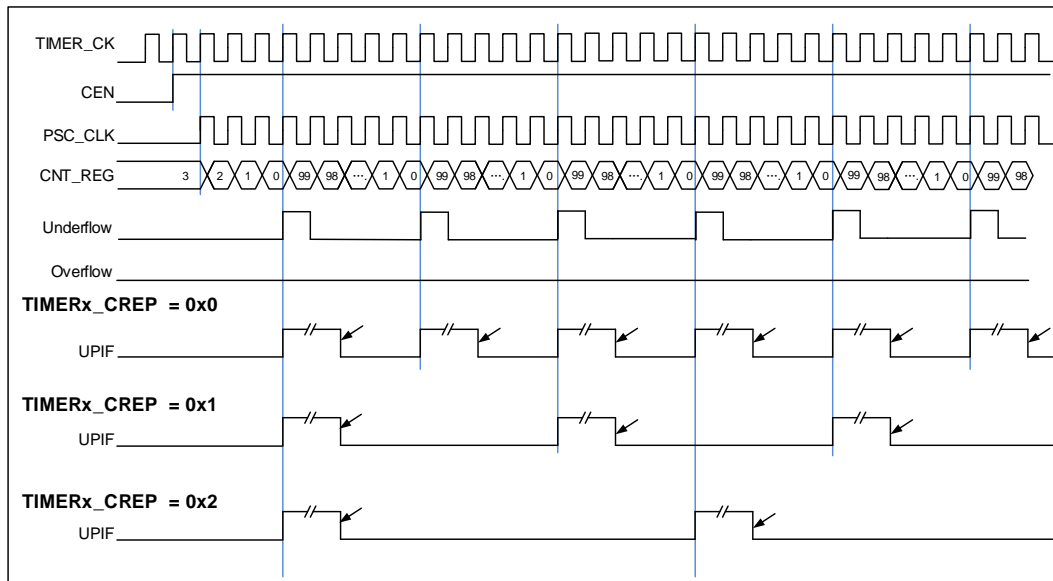 TIMER_CK
CEN
PSC_CLK
CNT_REG 3 2 1 0 99 98 .... 1 0 99 98 .... 1 0 99 98 .... 1 0 99 98 .... 1 0 99 98 .... 1 0 99 98
Underflow
Overflow
TIMERx_CREP = 0x0
UPIF
TIMERx_CREP = 0x1
UPIF
TIMERx_CREP = 0x2
UPIF